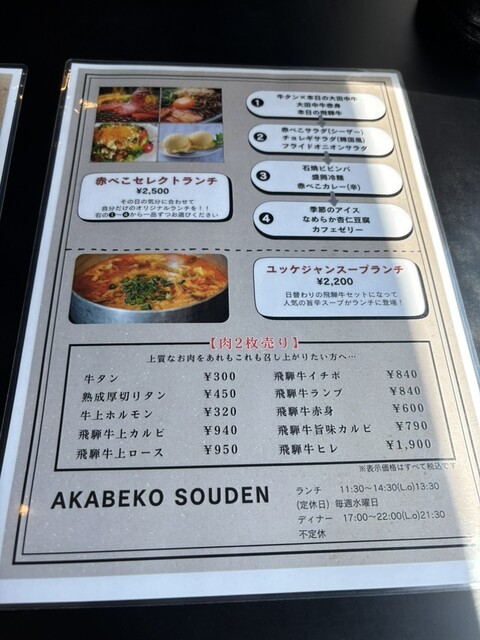 赤べこセレクトランチ
¥2,500
その日の気分に合わせて
自分だけのオリジナルランチを！！
右の❶〜❹から一品ずつお選びください
❶ 牛タン×本日の大田中牛
大田中牛赤身
本日の飛騨牛
❷ 赤べこサラダ(シーザー)
チョレギサラダ(韓国風)
フライドオニオンサラダ
❸ 石焼ビビンバ
盛岡冷麺
赤べこカレー(辛)
❹ 季節のアイス
なめらか杏仁豆腐
カフェゼリー
ユッケジャンスープランチ
¥2,200
日替わりの飛騨牛セットになって
人気の旨辛スープがランチに登場！
【肉2枚売り】
上質なお肉をあれもこれも召し上がりたい方へ…
牛タン ¥300
熟成厚切りタン ¥450
牛上ホルモン ¥320
飛騨牛上カルビ ¥940
飛騨牛上ロース ¥950
飛騨牛イチボ ¥840
飛騨牛ランプ ¥840
飛騨牛赤身 ¥600
飛騨牛旨味カルビ ¥790
飛騨牛ヒレ ¥1,900
※表示価格はすべて税込です
AKABEKO SOUDEN
ランチ 11:30~14:30(L.o)13:30
(定休日) 毎週水曜日
ディナー 17:00~22:00(L.o)21:30
不定休